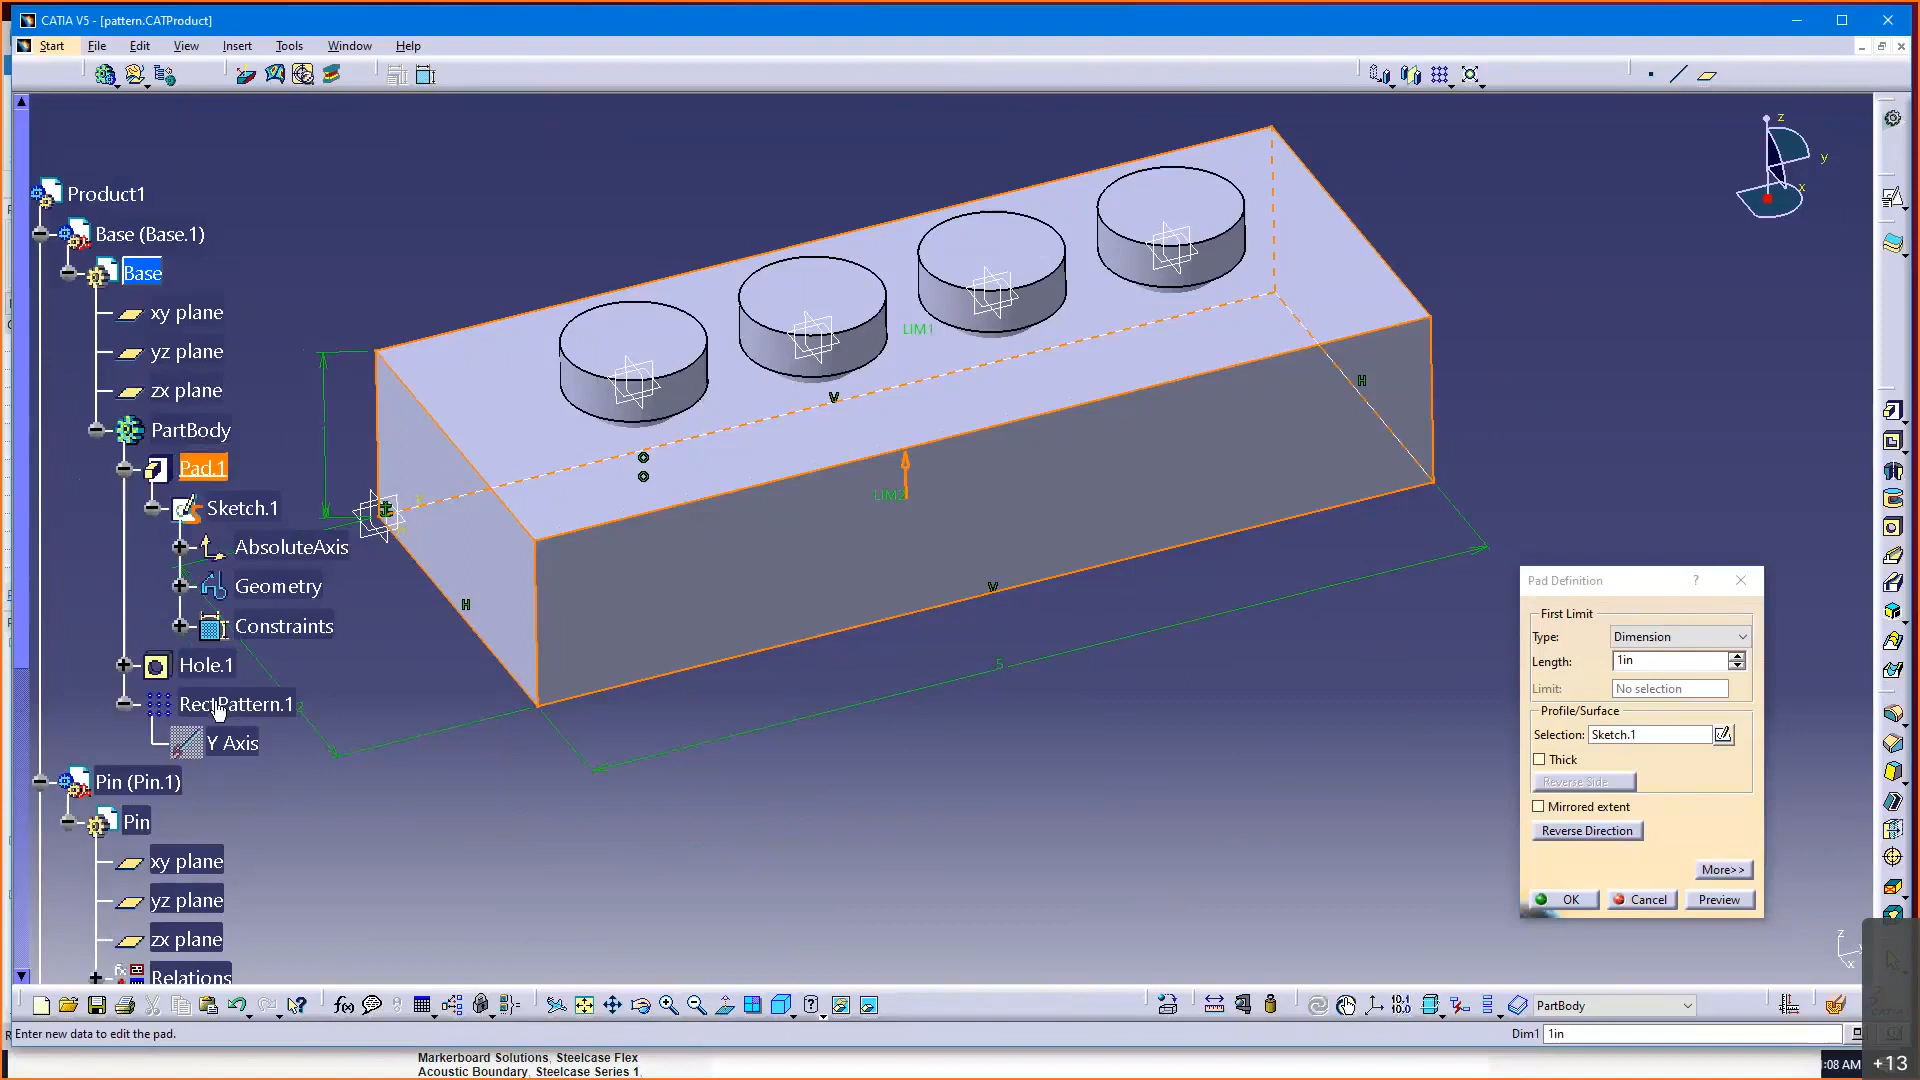 CATIA V5 - [pattern.CATProduct]
Start File Edit View Insert Tools Window Help
Product1
Base (Base.1)
Base
xy plane
yz plane
zx plane
PartBody
Pad.1
Sketch.1
AbsoluteAxis
Geometry
Constraints
Hole.1
RectPattern.1
Y Axis
Pin (Pin.1)
Pin
xy plane
yz plane
zx plane
Relations
LIM1
LIM2
V
H
H
V
5
2
z
y
x
Pad Definition ?
First Limit
Type: Dimension
Length: 1in
Limit: No selection
Profile/Surface
Selection: Sketch.1
Thick
Reverse Side
Mirrored extent
Reverse Direction
More>>
OK Cancel Preview
z
x
PartBody
Enter new data to edit the pad.
Dim1 1in
Markerboard Solutions, Steelcase Flex
Acoustic Boundary, Steelcase Series 1,
:08 AM
+13